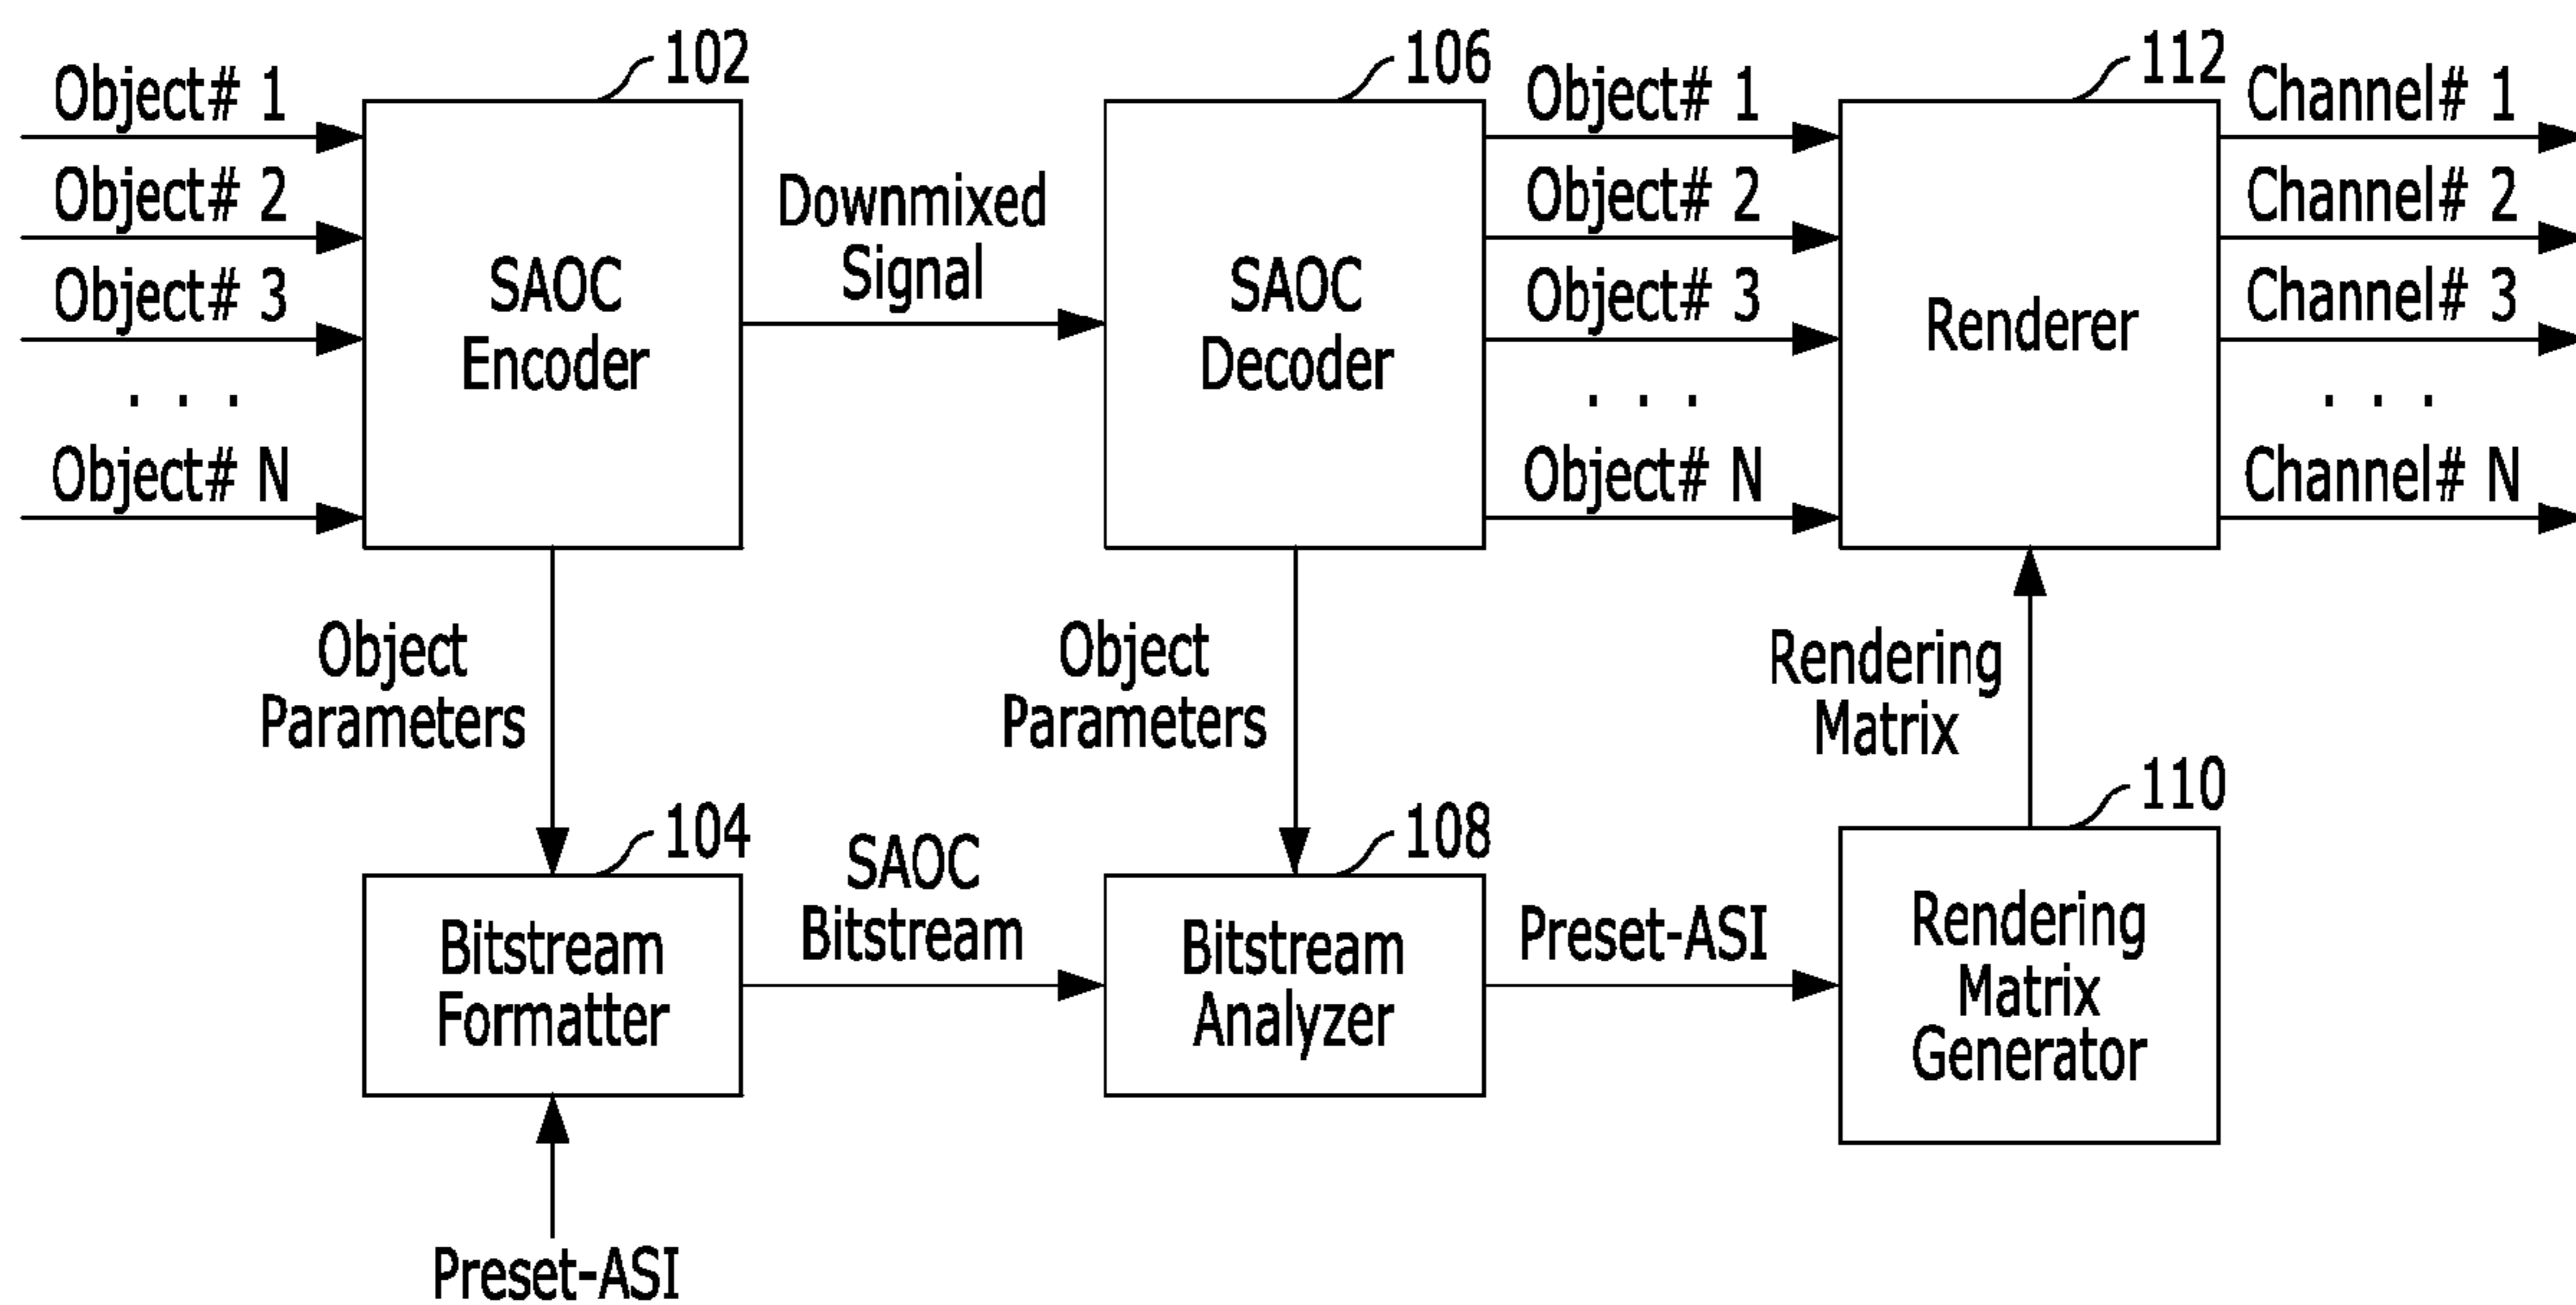 102
106
112
Object# 1
Object# 2
Object# 3
. . .
Object# N
SAOC
Encoder
Downmixed
Signal
SAOC
Decoder
Object# 1
Object# 2
Object# 3
. . .
Object# N
Renderer
Channel# 1
Channel# 2
Channel# 3
. . .
Channel# N
Object
Parameters
Object
Parameters
Rendering
Matrix
104
108
110
Bitstream
Formatter
SAOC
Bitstream
Bitstream
Analyzer
Preset-ASI
Rendering
Matrix
Generator
Preset-ASI